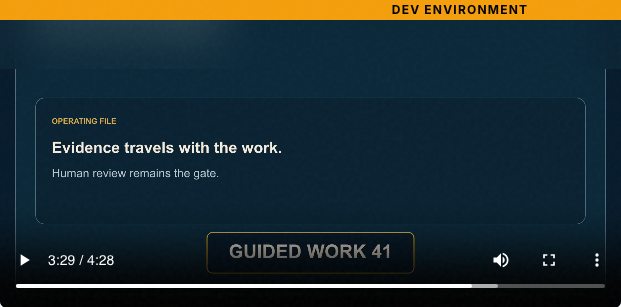 DEV ENVIRONMENT
OPERATING FILE
Evidence travels with the work.
Human review remains the gate.
GUIDED WORK 41
3:29 / 4:28